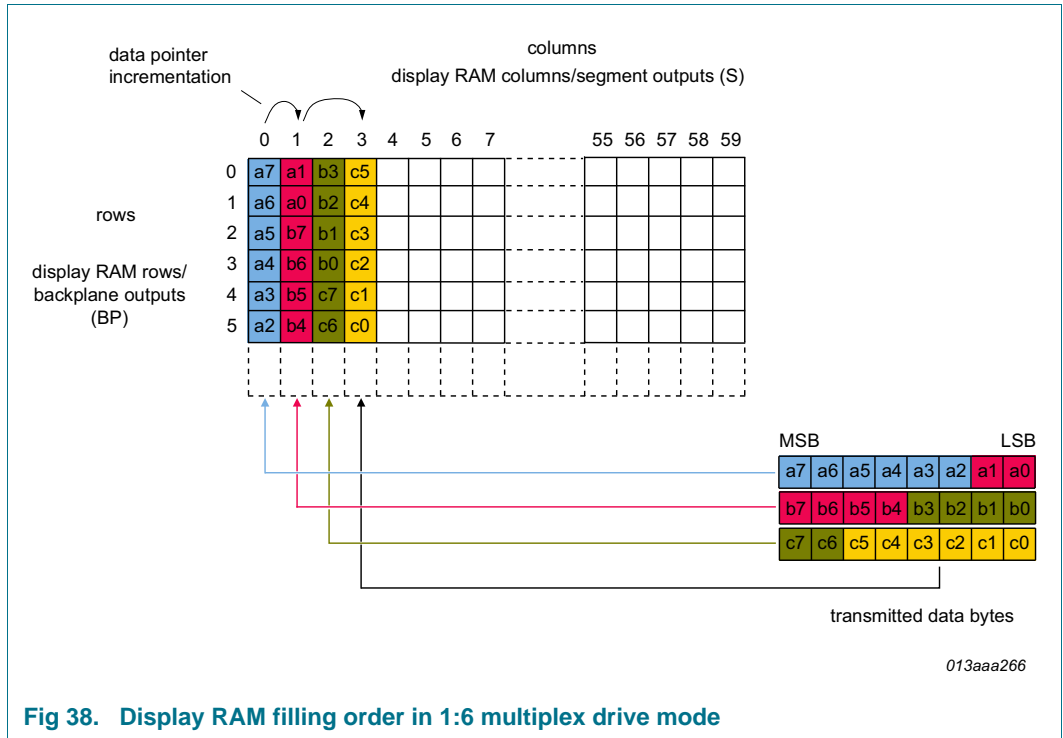 data pointer
incrementation
columns
display RAM columns/segment outputs (S)
0 1 2 3 4 5 6 7 55 56 57 58 59
0 a7 a1 b3 c5
1 a6 a0 b2 c4
rows
2 a5 b7 b1 c3
3 a4 b6 b0 c2
display RAM rows/
backplane outputs
(BP)
4 a3 b5 c7 c1
5 a2 b4 c6 c0
MSB LSB
a7 a6 a5 a4 a3 a2 a1 a0
b7 b6 b5 b4 b3 b2 b1 b0
c7 c6 c5 c4 c3 c2 c1 c0
transmitted data bytes
013aaa266
Fig 38. Display RAM filling order in 1:6 multiplex drive mode